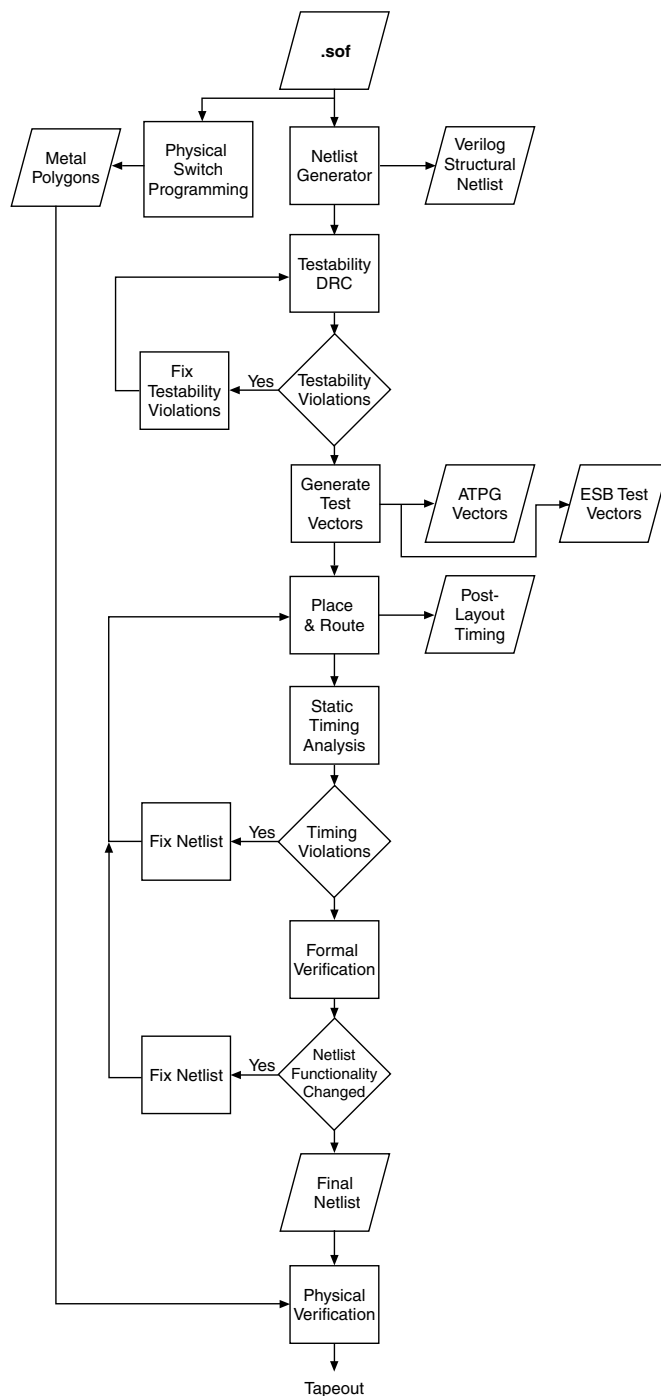 .sof
Metal
Polygons
Physical
Switch
Programming
Netlist
Generator
Verilog
Structural
Netlist
Testability
DRC
Fix
Testability
Violations
Yes
Testability
Violations
Generate
Test
Vectors
ATPG
Vectors
ESB Test
Vectors
Place
& Route
Post-
Layout
Timing
Static
Timing
Analysis
Fix Netlist
Yes
Timing
Violations
Formal
Verification
Fix Netlist
Yes
Netlist
Functionality
Changed
Final
Netlist
Physical
Verification
Tapeout